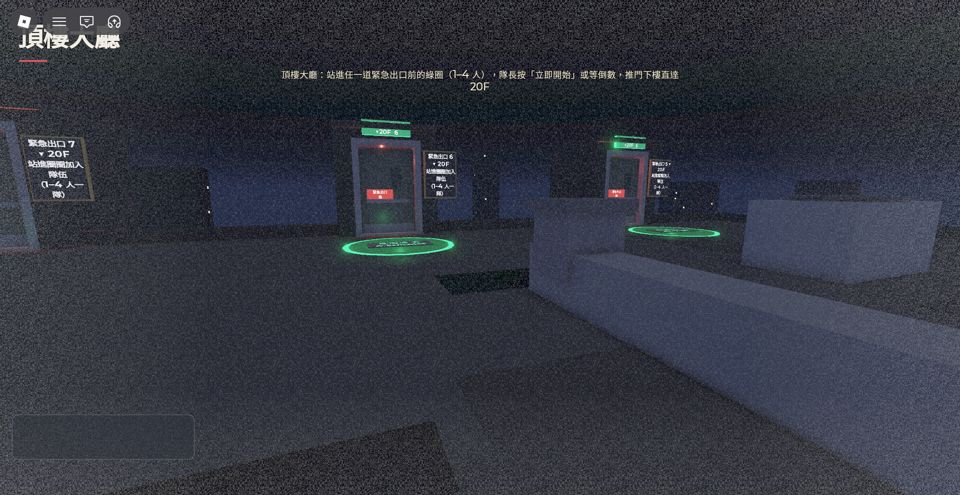 頂樓大廳
頂樓大廳：站進任一道緊急出口前的綠圈（1–4 人），隊長按「立即開始」或等倒數，推門下樓直達
20F
緊急出口 7
▼ 20F
站進圈圈加入
隊伍
（1–4 人一
隊）
▼20F 6
緊急出口 6
▼ 20F
站進圈圈加入
隊伍
（1–4 人一
隊）